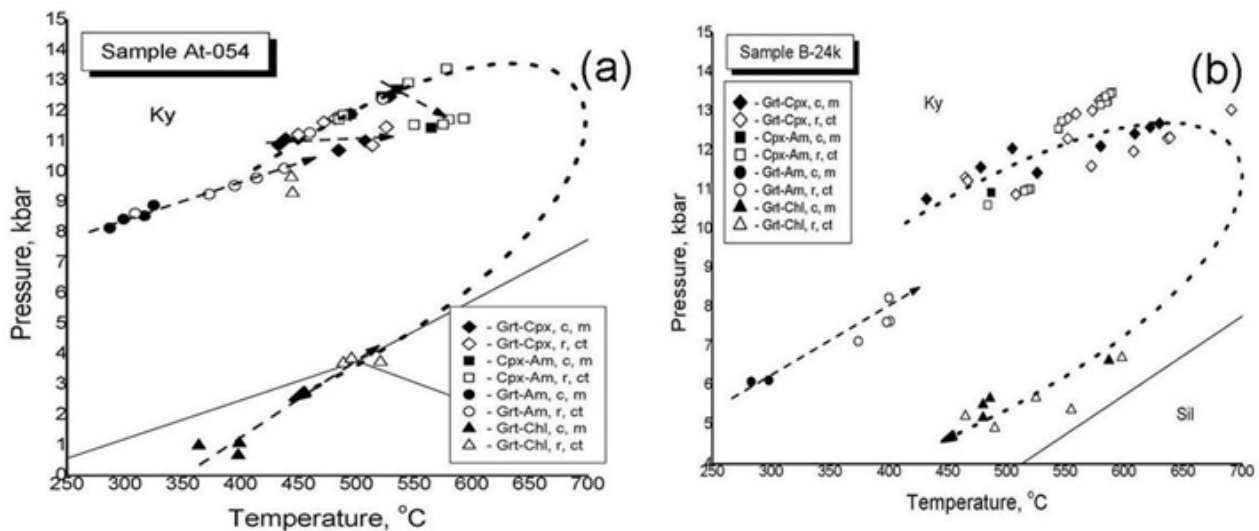 Sample At-054
(a)
Ky
15
14
13
12
11
10
9
8
7
6
5
4
3
2
1
0
Pressure, kbar
◆ - Grt-Cpx, c, m
◇ - Grt-Cpx, r, ct
■ - Cpx-Am, c, m
□ - Cpx-Am, r, ct
● - Grt-Am, c, m
○ - Grt-Am, r, ct
▲ - Grt-Chl, c, m
△ - Grt-Chl, r, ct
250 300 350 400 450 500 550 600 650 700
Temperature, °C
Sample B-24k
(b)
Ky
15
14
13
12
11
10
9
8
7
6
5
4
Pressure, kbar
◆ - Grt-Cpx, c, m
◇ - Grt-Cpx, r, ct
■ - Cpx-Am, c, m
□ - Cpx-Am, r, ct
● - Grt-Am, c, m
○ - Grt-Am, r, ct
▲ - Grt-Chl, c, m
△ - Grt-Chl, r, ct
Sil
250 300 350 400 450 500 550 600 650 700
Temperature, °C